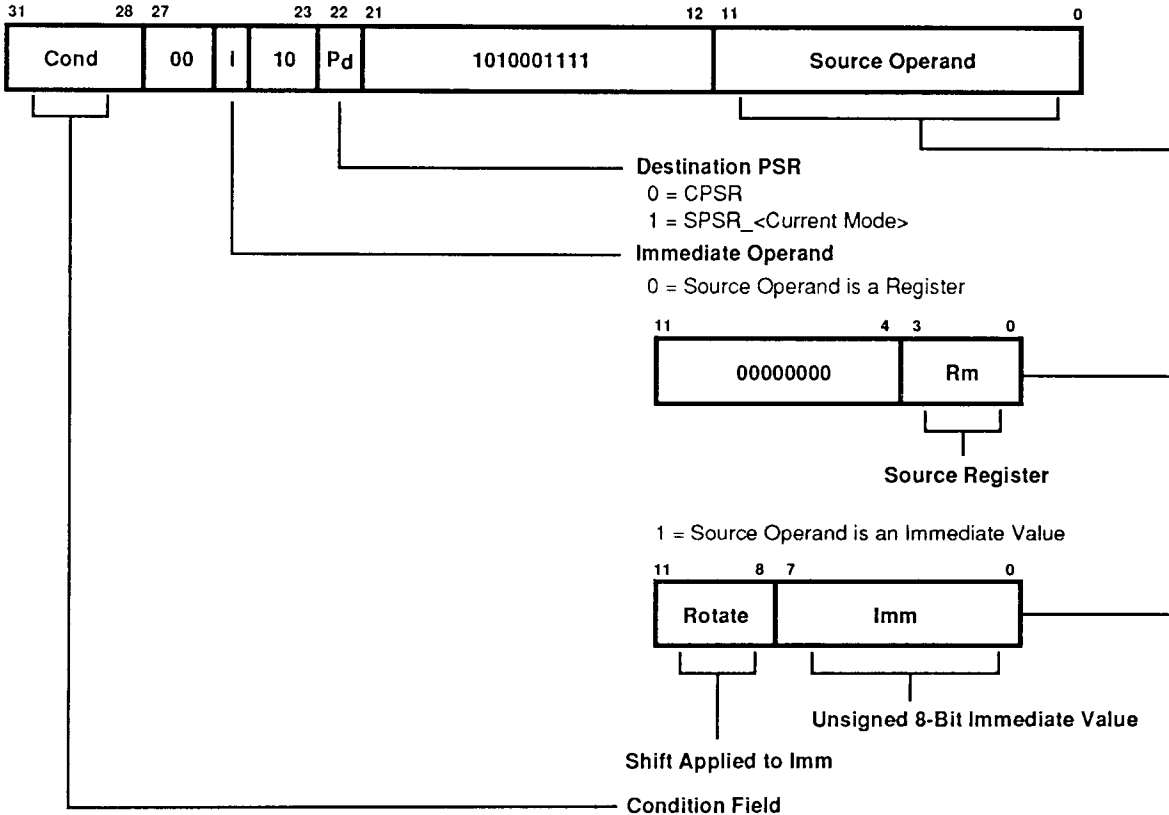 31 28 27 23 22 21 12 11 0
Cond 00 I 10 Pd 1010001111 Source Operand
Destination PSR
0 = CPSR
1 = SPSR_<Current Mode>
Immediate Operand
0 = Source Operand is a Register
11 4 3 0
00000000 Rm
Source Register
1 = Source Operand is an Immediate Value
11 8 7 0
Rotate Imm
Unsigned 8-Bit Immediate Value
Shift Applied to Imm
Condition Field